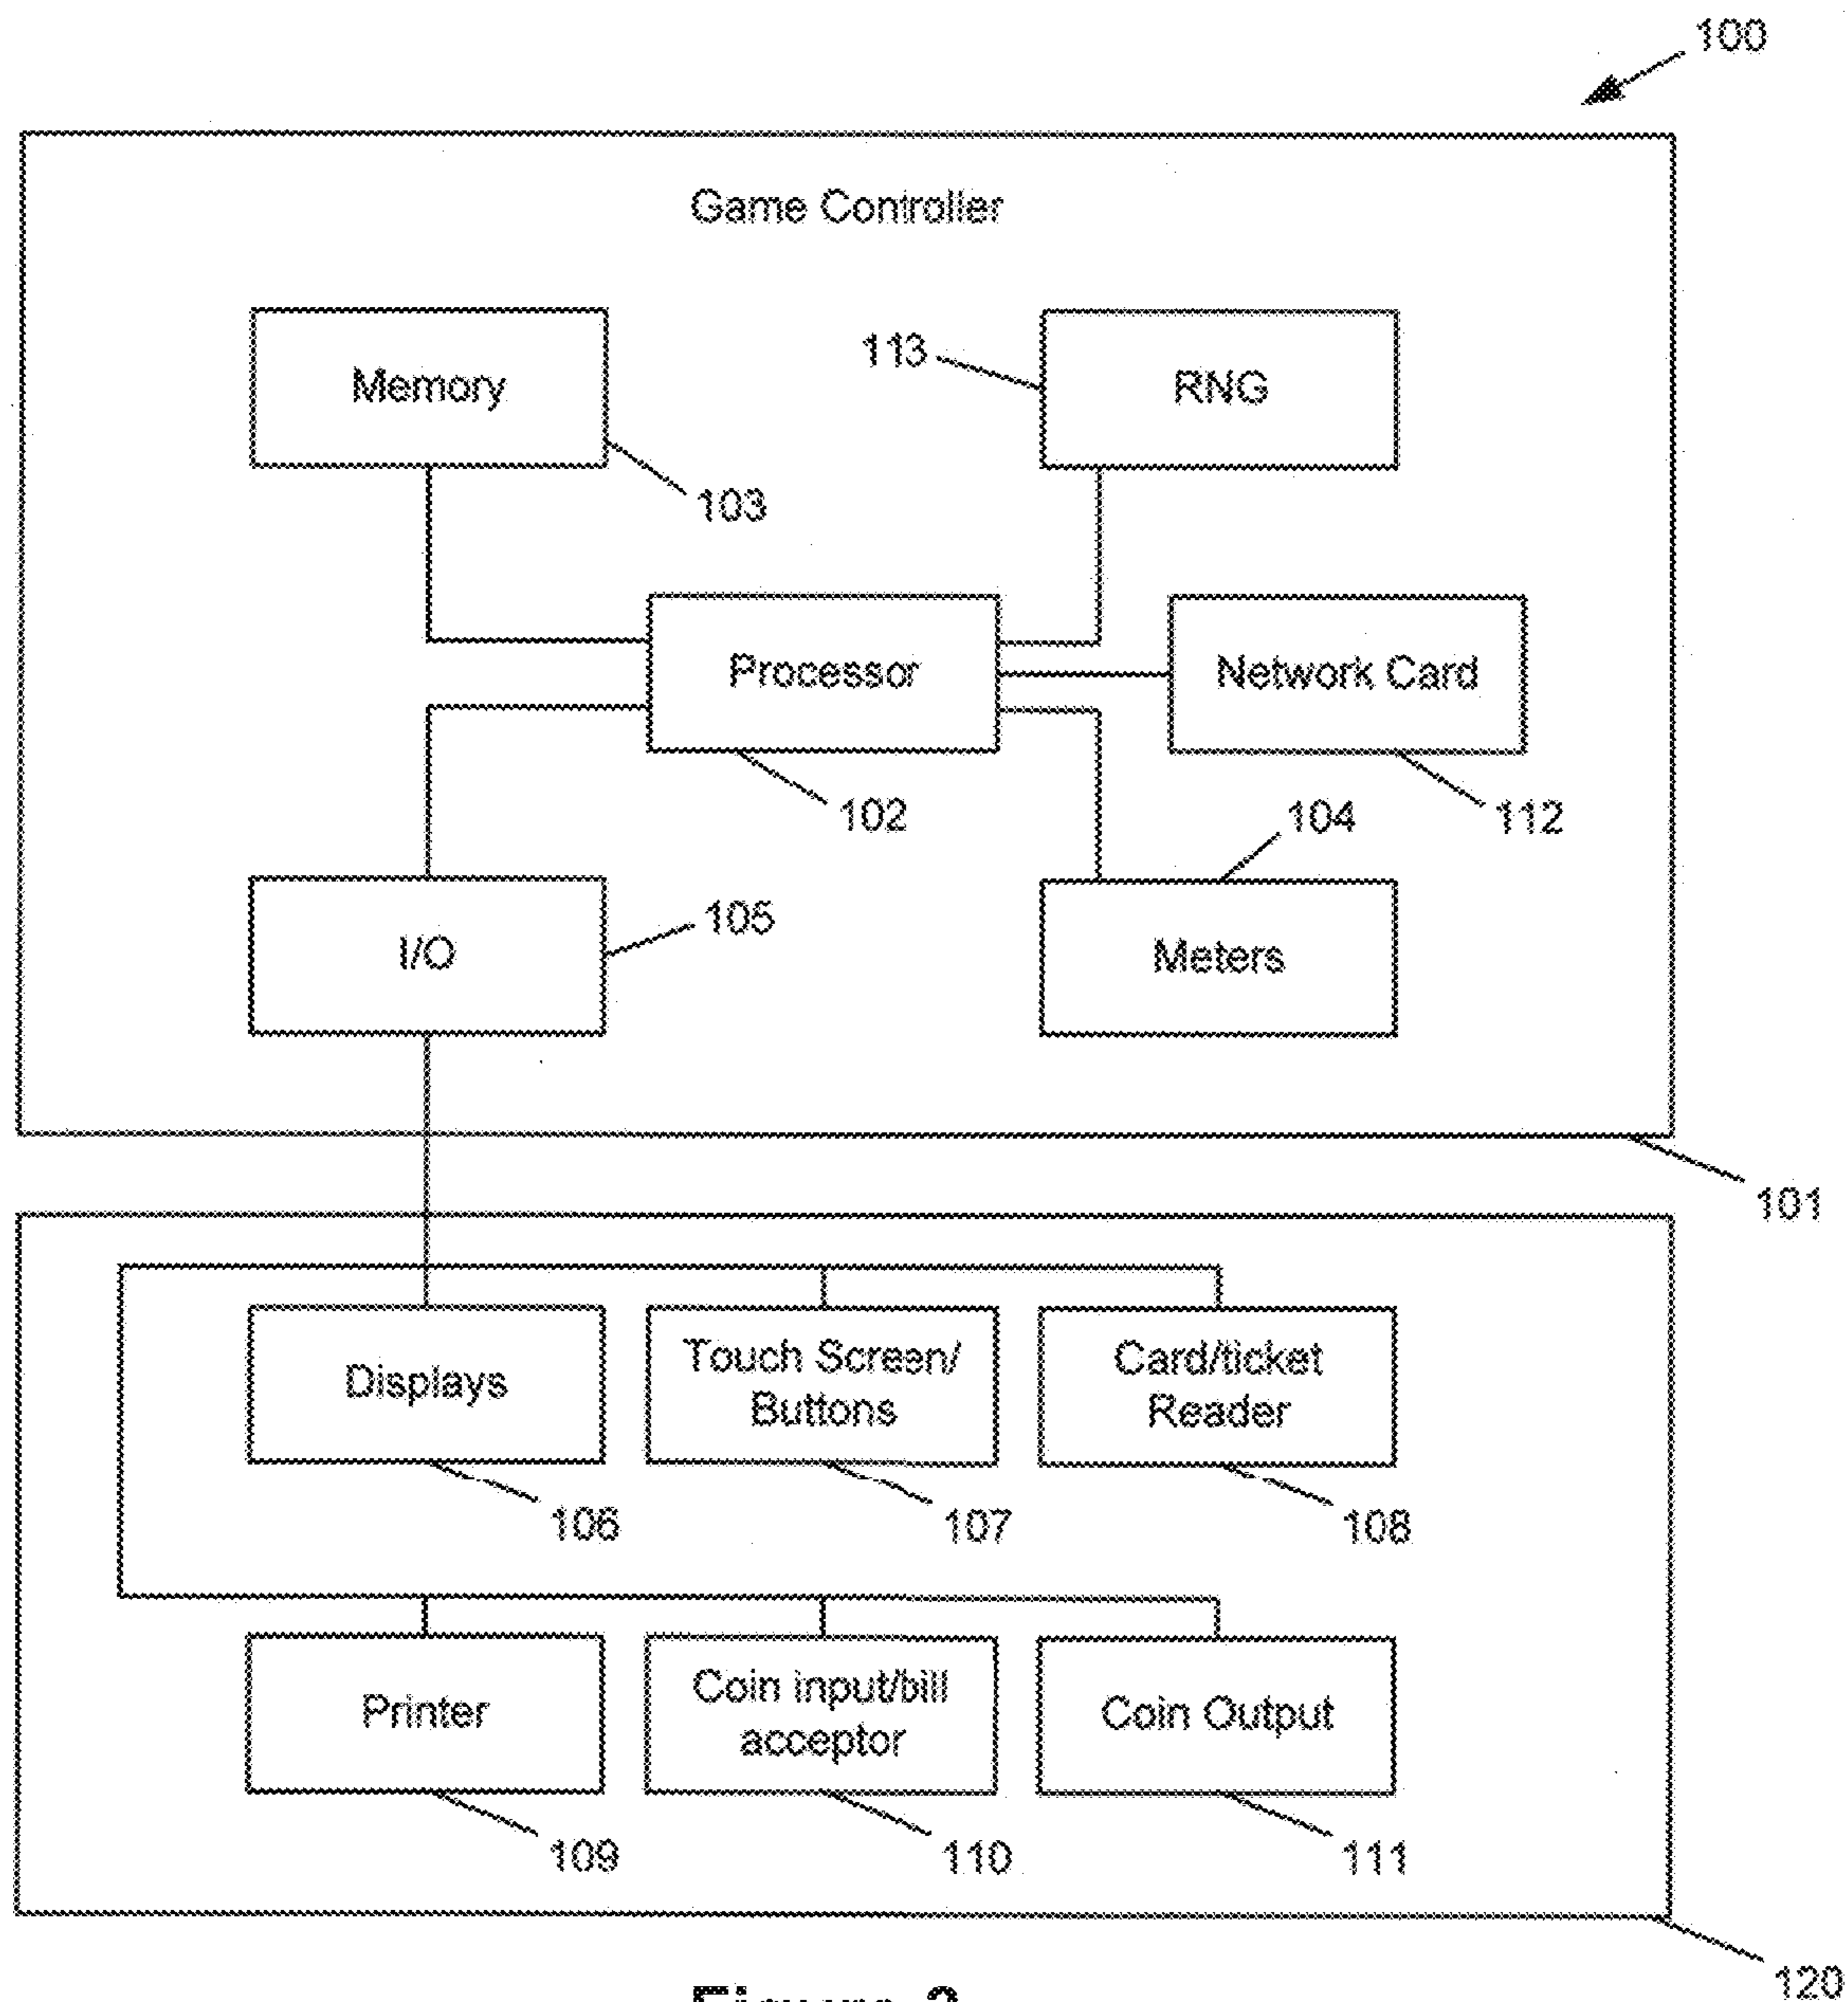 100
Game Controller
Memory
113
RNG
103
Processor
Network Card
102
104
112
I/O
105
Meters
101
Displays
Touch Screen/
Buttons
Card/ticket
Reader
106
107
108
Printer
Coin input/bill
acceptor
Coin Output
109
110
111
120